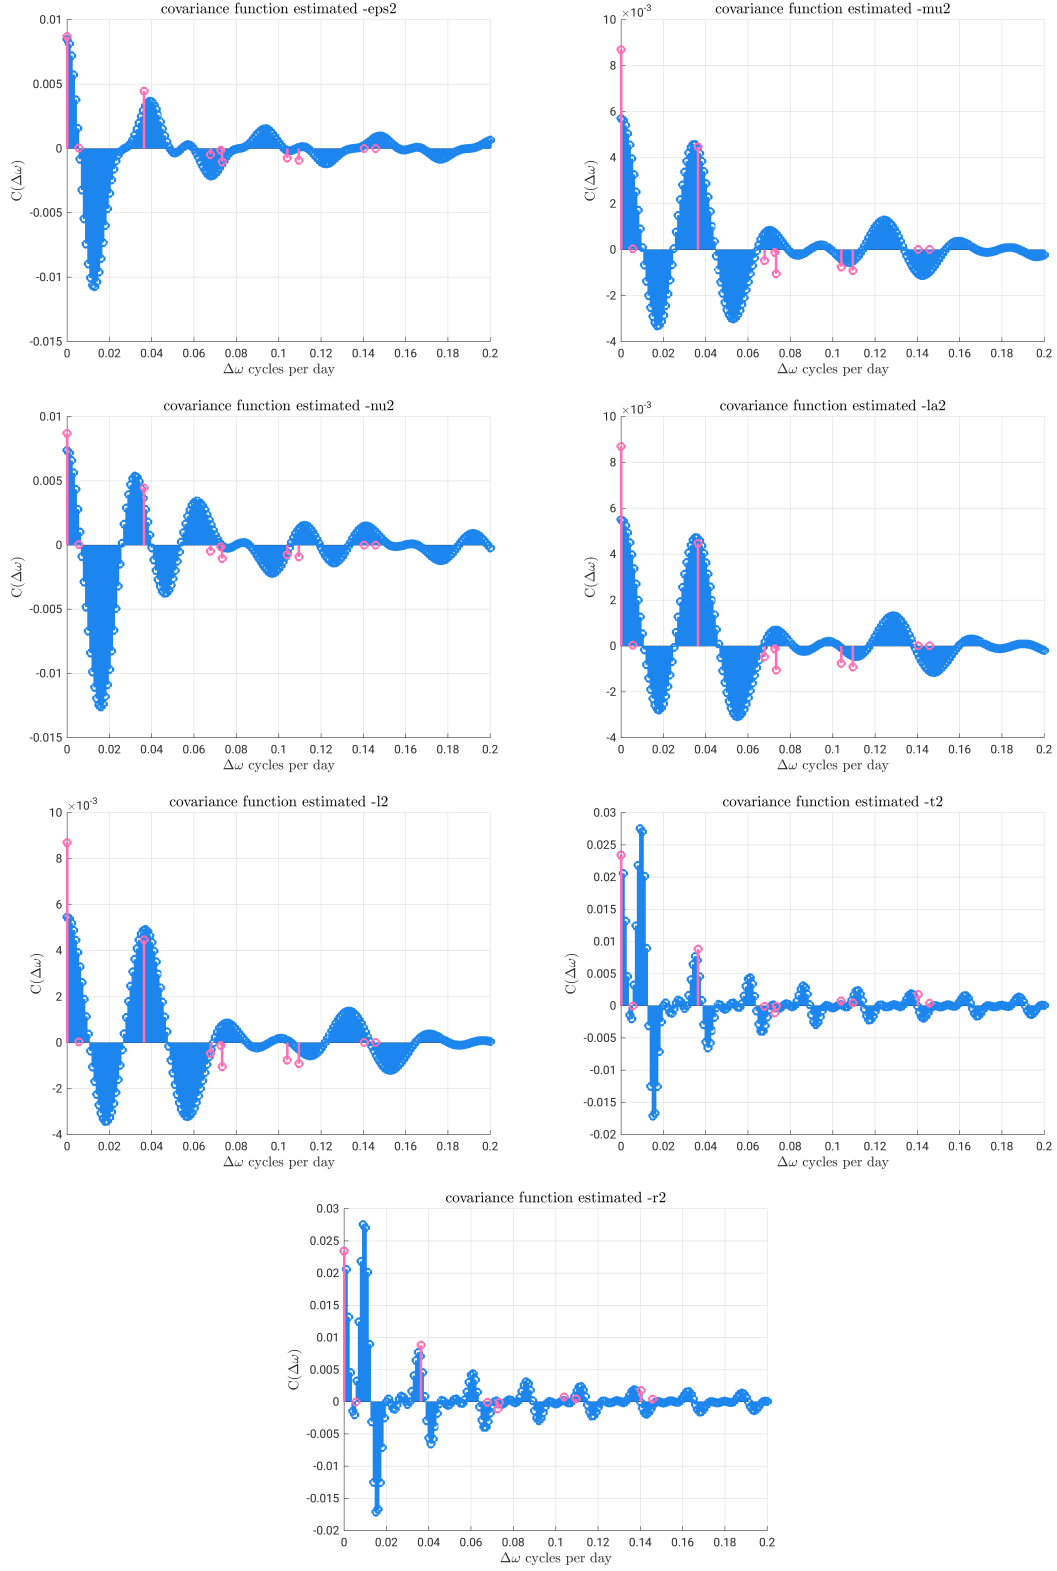 covariance function estimated -eps2
0.01
0.005
0
-0.005
-0.01
-0.015
C(Δω)
0 0.02 0.04 0.06 0.08 0.1 0.12 0.14 0.16 0.18 0.2
Δω cycles per day
covariance function estimated -mu2
×10-3
10
8
6
4
2
0
-2
-4
C(Δω)
0 0.02 0.04 0.06 0.08 0.1 0.12 0.14 0.16 0.18 0.2
Δω cycles per day
covariance function estimated -nu2
0.01
0.005
0
-0.005
-0.01
-0.015
C(Δω)
0 0.02 0.04 0.06 0.08 0.1 0.12 0.14 0.16 0.18 0.2
Δω cycles per day
covariance function estimated -la2
×10-3
10
8
6
4
2
0
-2
-4
C(Δω)
0 0.02 0.04 0.06 0.08 0.1 0.12 0.14 0.16 0.18 0.2
Δω cycles per day
covariance function estimated -l2
×10-3
10
8
6
4
2
0
-2
-4
C(Δω)
0 0.02 0.04 0.06 0.08 0.1 0.12 0.14 0.16 0.18 0.2
Δω cycles per day
covariance function estimated -t2
0.03
0.025
0.02
0.015
0.01
0.005
0
-0.005
-0.01
-0.015
-0.02
C(Δω)
0 0.02 0.04 0.06 0.08 0.1 0.12 0.14 0.16 0.18 0.2
Δω cycles per day
covariance function estimated -r2
0.03
0.025
0.02
0.015
0.01
0.005
0
-0.005
-0.01
-0.015
-0.02
C(Δω)
0 0.02 0.04 0.06 0.08 0.1 0.12 0.14 0.16 0.18 0.2
Δω cycles per day